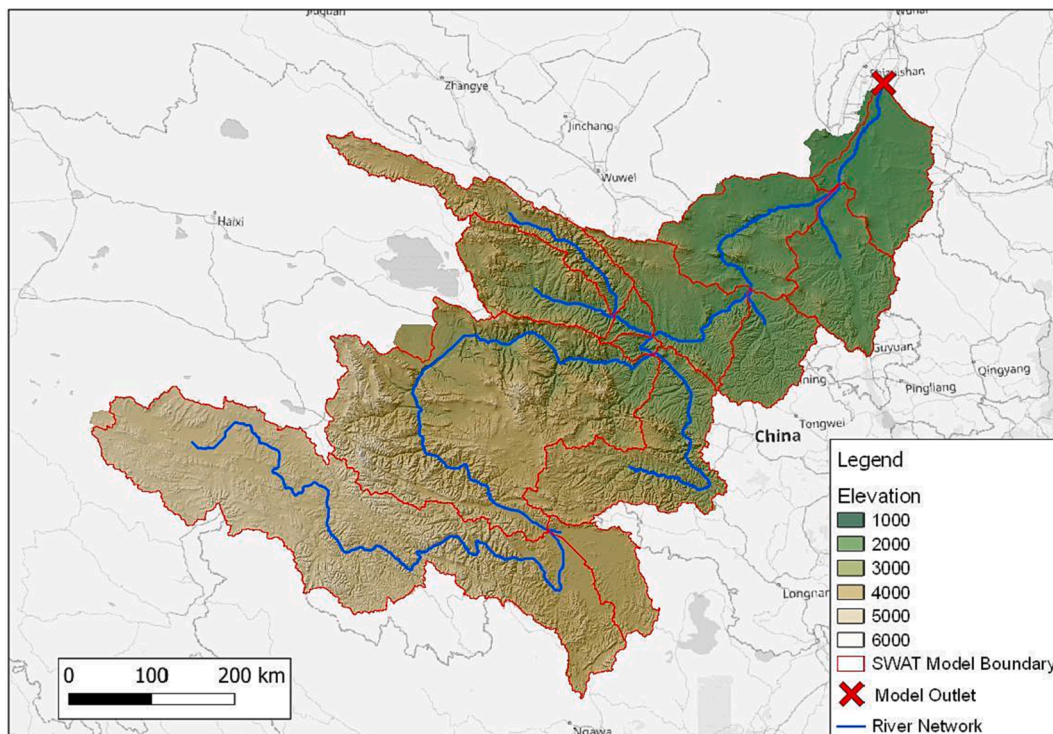 Zhangye
Jinchang
Wuwei
Haixi
Guyuan
Pingliang
Qingyang
Tongwei
China
Longnan
Ngawa
0 100 200 km
Legend
Elevation
1000
2000
3000
4000
5000
6000
SWAT Model Boundary
Model Outlet
River Network